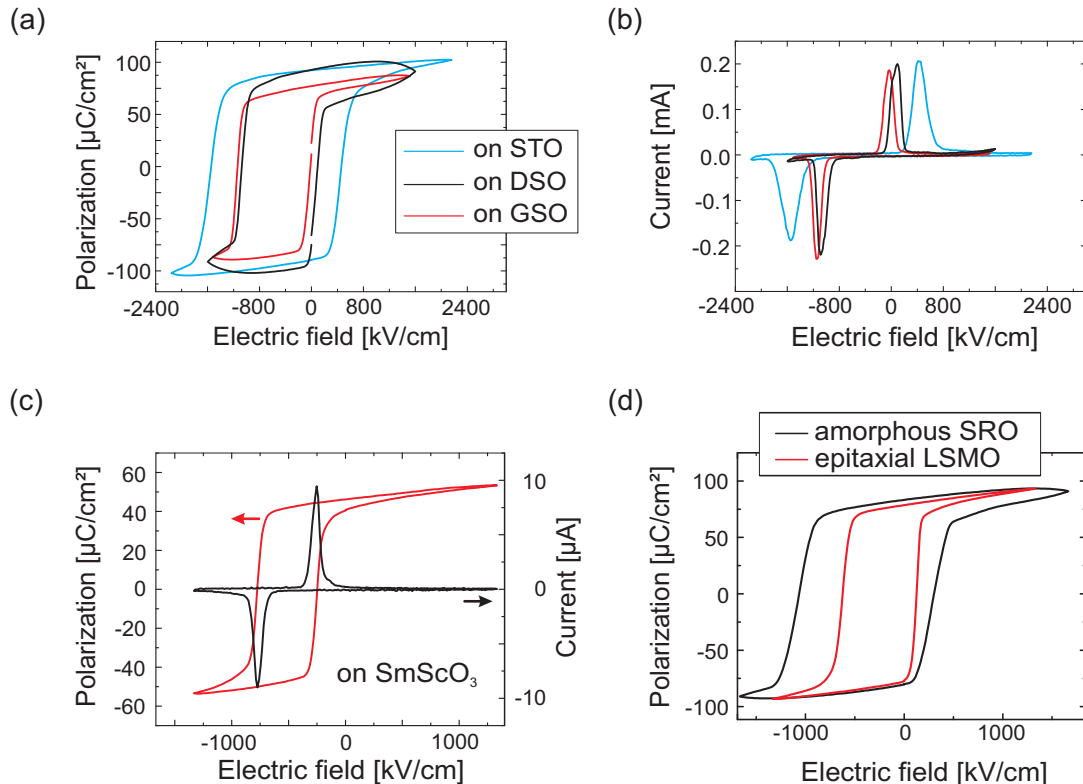 (a)
Polarization [µC/cm²]
100
50
0
-50
-100
-2400
-800
0
800
2400
Electric field [kV/cm]
on STO
on DSO
on GSO
(b)
Current [mA]
0.2
0.1
0.0
-0.1
-0.2
-2400
-800
0
800
2400
Electric field [kV/cm]
(c)
Polarization [µC/cm²]
60
40
20
0
-20
-40
-60
-1000
0
1000
Electric field [kV/cm]
10
0
-10
Current [µA]
on SmScO₃
(d)
amorphous SRO
epitaxial LSMO
Polarization [µC/cm²]
100
50
0
-50
-100
-1000
0
1000
Electric field [kV/cm]